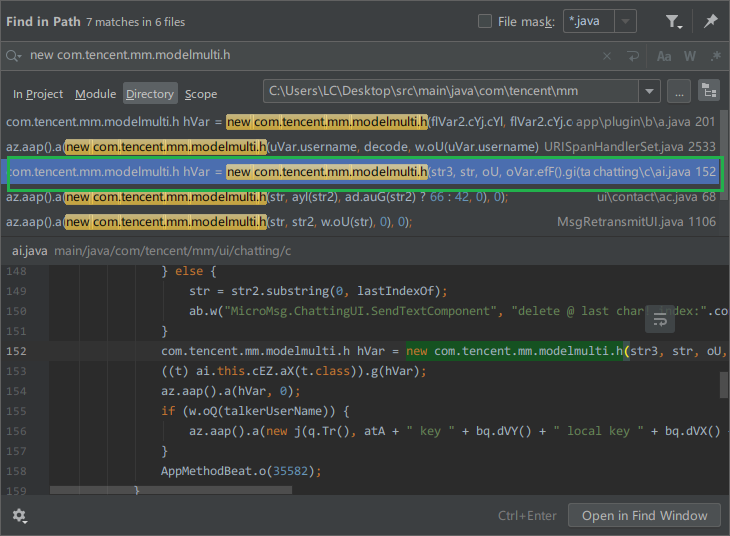 Find in Path 7 matches in 6 files File mask: *.java
new com.tencent.mm.modelmulti.h Aa W .*
In Project Module Directory Scope C:\Users\LC\Desktop\src\main\java\com\tencent\mm ...
com.tencent.mm.modelmulti.h hVar = new com.tencent.mm.modelmulti.h(flVar2.cYj.cYl, flVar2.cYj.c app\plugin\b\a.java 201
az.aap().a(new com.tencent.mm.modelmulti.h(uVar.username, decode, w.oU(uVar.username) URISpanHandlerSet.java 2533
com.tencent.mm.modelmulti.h hVar = new com.tencent.mm.modelmulti.h(str3, str, oU, oVar.efF().gi(ta chatting\c\ai.java 152
az.aap().a(new com.tencent.mm.modelmulti.h(str, ayl(str2), ad.auG(str2) ? 66 : 42, 0), 0); ui\contact\ac.java 68
az.aap().a(new com.tencent.mm.modelmulti.h(str, str2, w.oU(str), 0), 0); MsgRetransmitUI.java 1106
ai.java main/java/com/tencent/mm/ui/chatting/c
148 } else {
149 str = str2.substring(0, lastIndexOf);
150 ab.w("MicroMsg.ChattingUI.SendTextComponent", "delete @ last char index:".co
151 }
152 com.tencent.mm.modelmulti.h hVar = new com.tencent.mm.modelmulti.h(str3, str, oU,
153 ((t) ai.this.cEZ.aX(t.class)).g(hVar);
154 az.aap().a(hVar, 0);
155 if (w.oQ(talkerUserName)) {
156 az.aap().a(new j(q.Tr(), atA + " key " + bq.dVY() + " local key " + bq.dVX() +
157 }
158 AppMethodBeat.o(35582);
159 }
Ctrl+Enter Open in Find Window